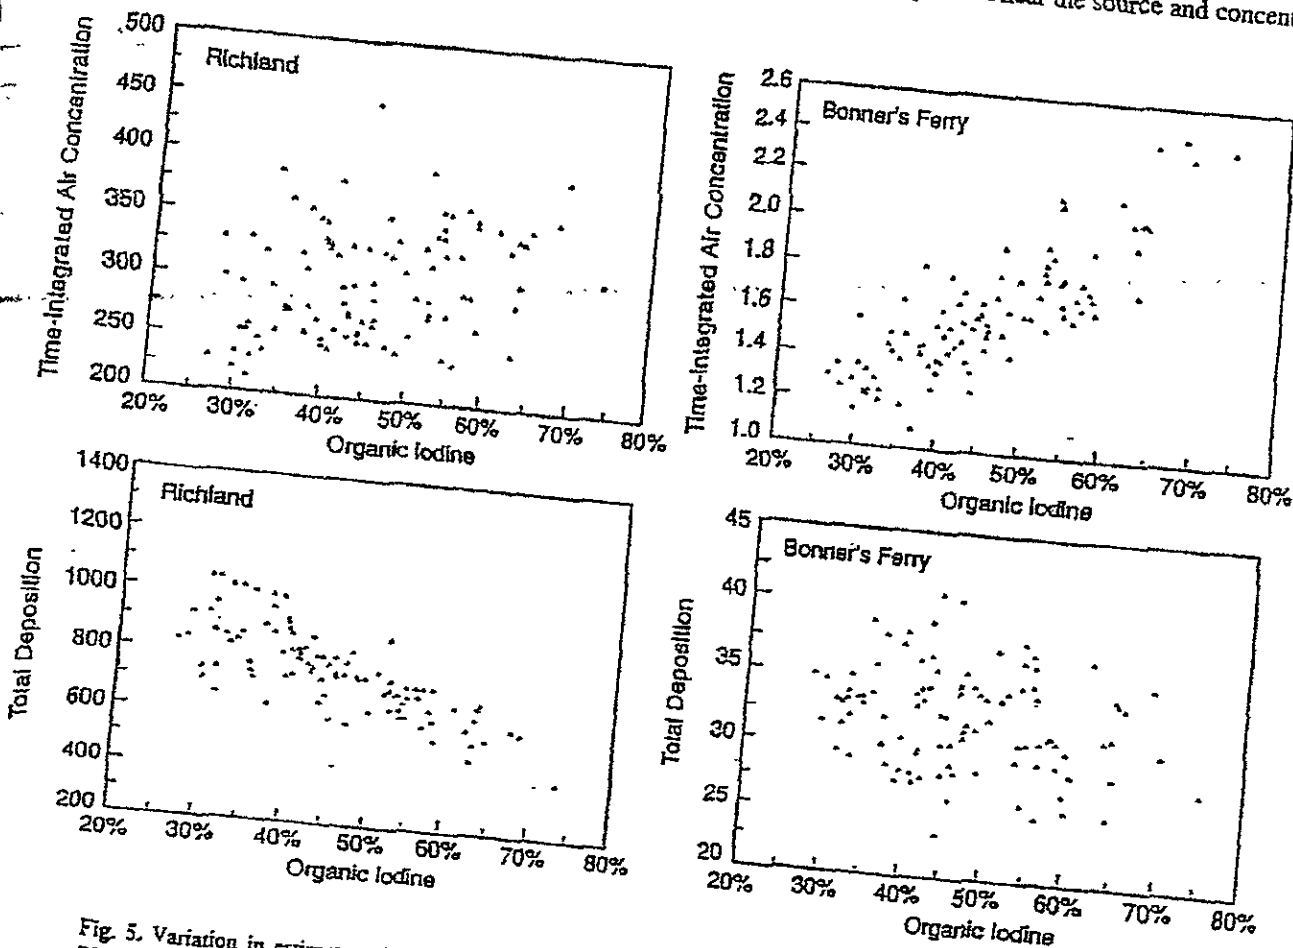 the source and concent
500
450
400
350
300
250
200
Time-Integrated Air Concentration
Richland
20% 30% 40% 50% 60% 70% 80%
Organic Iodine
2.6
2.4
2.2
2.0
1.8
1.6
1.4
1.2
1.0
Time-Integrated Air Concentration
Bonner's Ferry
20% 30% 40% 50% 60% 70% 80%
Organic Iodine
1400
1200
1000
800
600
400
200
Total Deposition
Richland
20% 30% 40% 50% 60% 70% 80%
Organic Iodine
45
40
35
30
25
20
Total Deposition
Bonner's Ferry
20% 30% 40% 50% 60% 70% 80%
Organic Iodine
Fig. 5. Variation in